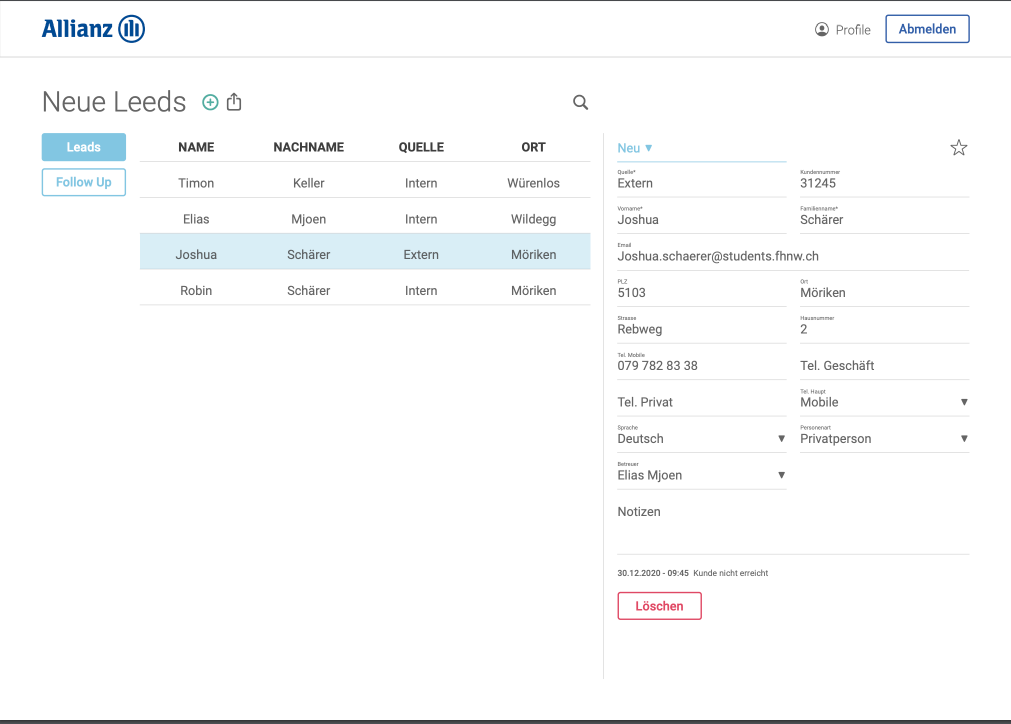 Allianz
Profile
Abmelden
Neue Leeds
Leads
Follow Up
NAME NACHNAME QUELLE ORT
Timon Keller Intern Würenlos
Elias Mjoen Intern Wildegg
Joshua Schärer Extern Möriken
Robin Schärer Intern Möriken
Neu ▼
Quelle* Kundennummer
Extern 31245
Vorname* Familienname*
Joshua Schärer
Email
Joshua.schaerer@students.fhnw.ch
PLZ Ort
5103 Möriken
Strasse Hausnummer
Rebweg 2
Tel. Mobile
079 782 83 38 Tel. Geschäft
Tel. Haupt
Tel. Privat Mobile ▼
Sprache Personenart
Deutsch ▼ Privatperson ▼
Betreuer
Elias Mjoen ▼
Notizen
30.12.2020 - 09:45 Kunde nicht erreicht
Löschen